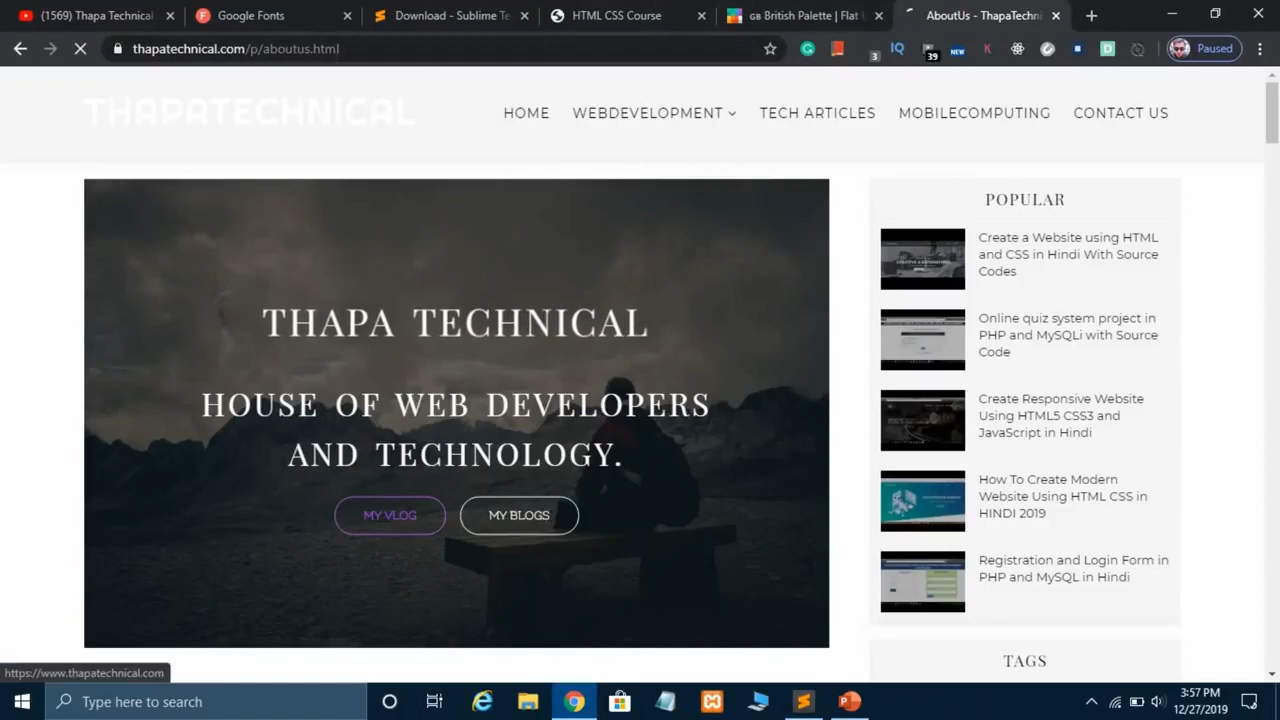 (1569) Thapa Technical
Google Fonts
Download - Sublime Te
HTML CSS Course
GB British Palette | Flat
AboutUs - ThapaTechni
thapatechnical.com/p/aboutus.html
3
IQ
39
NEW
K
D
Paused
THAPATECHNICAL
HOME WEBDEVELOPMENT TECH ARTICLES MOBILECOMPUTING CONTACT US
THAPA TECHNICAL
HOUSE OF WEB DEVELOPERS
AND TECHNOLOGY.
MY VLOG
MY BLOGS
POPULAR
Create a Website using HTML
and CSS in Hindi With Source
Codes
Online quiz system project in
PHP and MySQLi with Source
Code
Create Responsive Website
Using HTML5 CSS3 and
JavaScript in Hindi
How To Create Modern
Website Using HTML CSS in
HINDI 2019
Registration and Login Form in
PHP and MySQL in Hindi
TAGS
https://www.thapatechnical.com
Type here to search
3:57 PM
12/27/2019